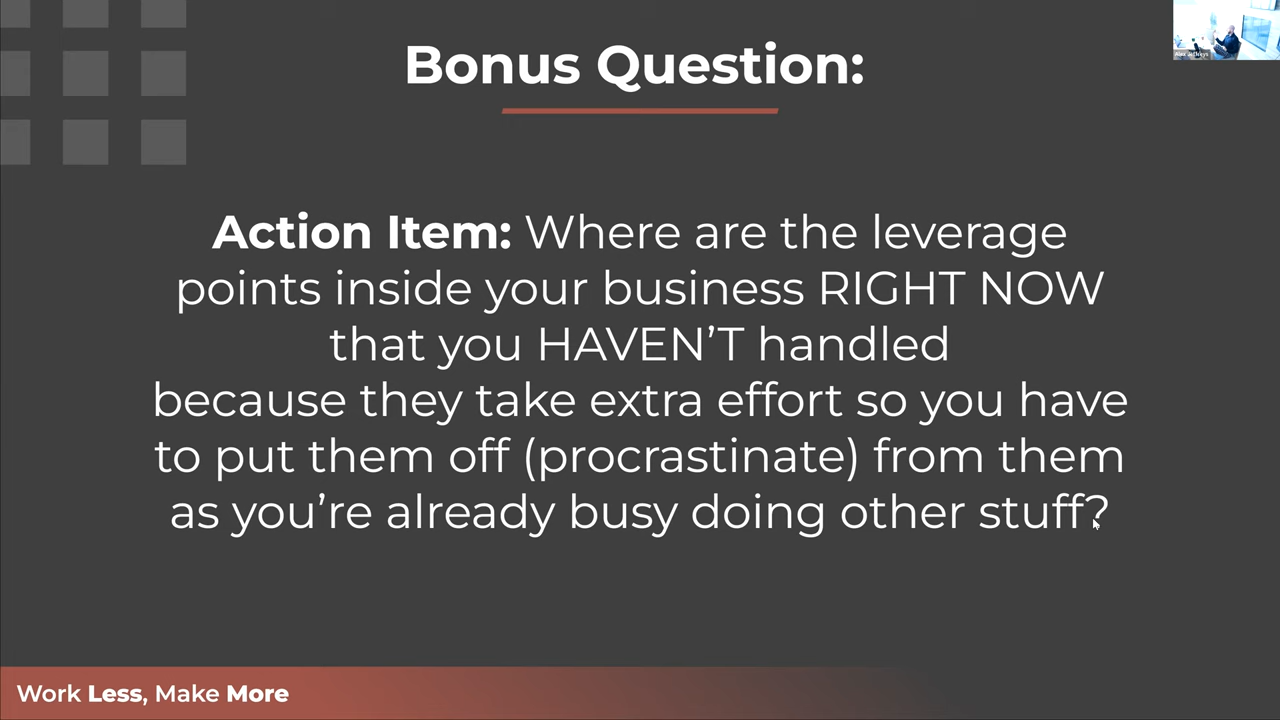 Bonus Question:
Action Item: Where are the leverage
points inside your business RIGHT NOW
that you HAVEN’T handled
because they take extra effort so you have
to put them off (procrastinate) from them
as you’re already busy doing other stuff?
Work Less, Make More